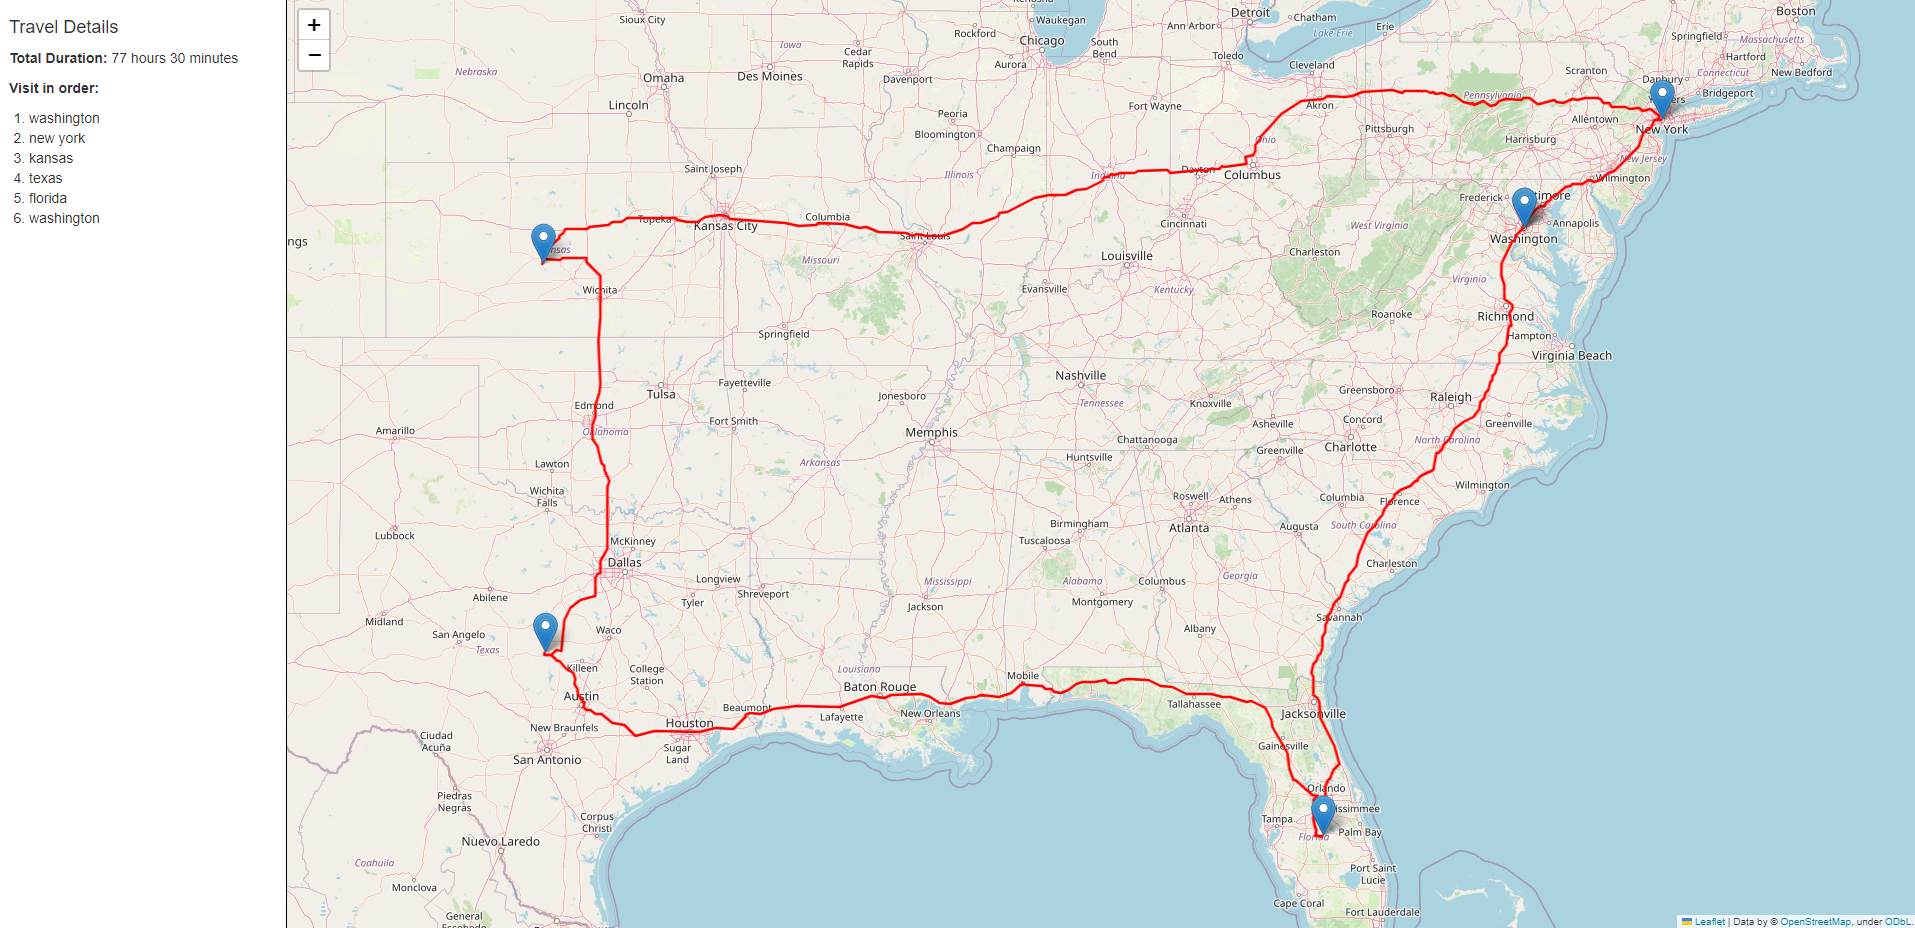 Travel Details
Total Duration: 77 hours 30 minutes
Visit in order:
1. washington
2. new york
3. kansas
4. texas
5. florida
6. washington
+
−
Sioux City
Waukegan
Rockford
Chicago
South
Bend
Ann Arbor
Detroit
Chatham
Erie
Lake Erie
Boston
Springfield
Massachusetts
Hartford
Connecticut
New Bedford
Iowa
Cedar
Rapids
Des Moines
Davenport
Aurora
Toledo
Cleveland
Scranton
Danbury
Bridgeport
Nebraska
Omaha
Lincoln
Peoria
Bloomington
Fort Wayne
Akron
Pennsylvania
Allentown
New York
Champaign
Pittsburgh
Harrisburg
New Jersey
Saint Joseph
Illinois
Indiana
Dayton
Ohio
Columbus
Wilmington
Frederick
timore
Annapolis
Washington
ngs
nsas
Topeka
Kansas City
Columbia
Saint Louis
Missouri
Cincinnati
West Virginia
Charleston
Louisville
Wichita
Evansville
Kentucky
Virginia
Roanoke
Richmond
Hampton
Virginia Beach
Springfield
Tulsa
Fayetteville
Jonesboro
Nashville
Tennessee
Knoxville
Greensboro
Raleigh
Greenville
Edmond
Oklahoma
Fort Smith
Amarillo
Memphis
Chattanooga
Asheville
Concord
Charlotte
North Carolina
Lawton
Arkansas
Huntsville
Greenville
Wichita
Falls
Roswell
Athens
Columbia
Florence
Wilmington
Lubbock
McKinney
Dallas
Birmingham
Tuscaloosa
Atlanta
Augusta
South Carolina
Charleston
Abilene
Longview
Tyler
Shreveport
Mississippi
Jackson
Alabama
Montgomery
Columbus
Georgia
Savannah
Midland
San Angelo
Texas
Waco
Albany
Killeen
College
Station
Louisiana
Mobile
Baton Rouge
Austin
Beaumont
Lafayette
New Orleans
Tallahassee
Jacksonville
New Braunfels
Houston
Sugar
Land
Ciudad
Acuña
San Antonio
Gainesville
Piedras
Negras
Orlando
issimmee
Corpus
Christi
Tampa
Florida
Palm Bay
Nuevo Laredo
Coahuila
Port Saint
Lucie
Monclova
Cape Coral
Fort Lauderdale
General
Leaflet | Data by © OpenStreetMap, under ODbL.